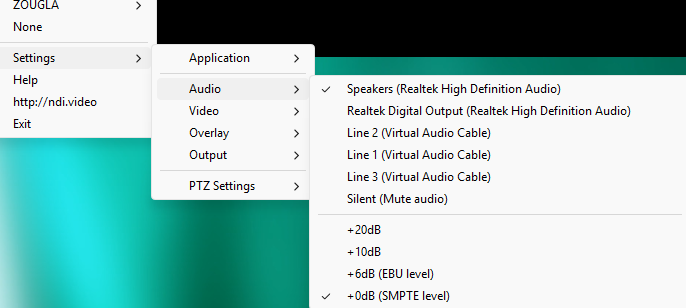 ZOUGLA
None
Settings
Help
http://ndi.video
Exit
Application
Audio
Video
Overlay
Output
PTZ Settings
Speakers (Realtek High Definition Audio)
Realtek Digital Output (Realtek High Definition Audio)
Line 2 (Virtual Audio Cable)
Line 1 (Virtual Audio Cable)
Line 3 (Virtual Audio Cable)
Silent (Mute audio)
+20dB
+10dB
+6dB (EBU level)
+0dB (SMPTE level)